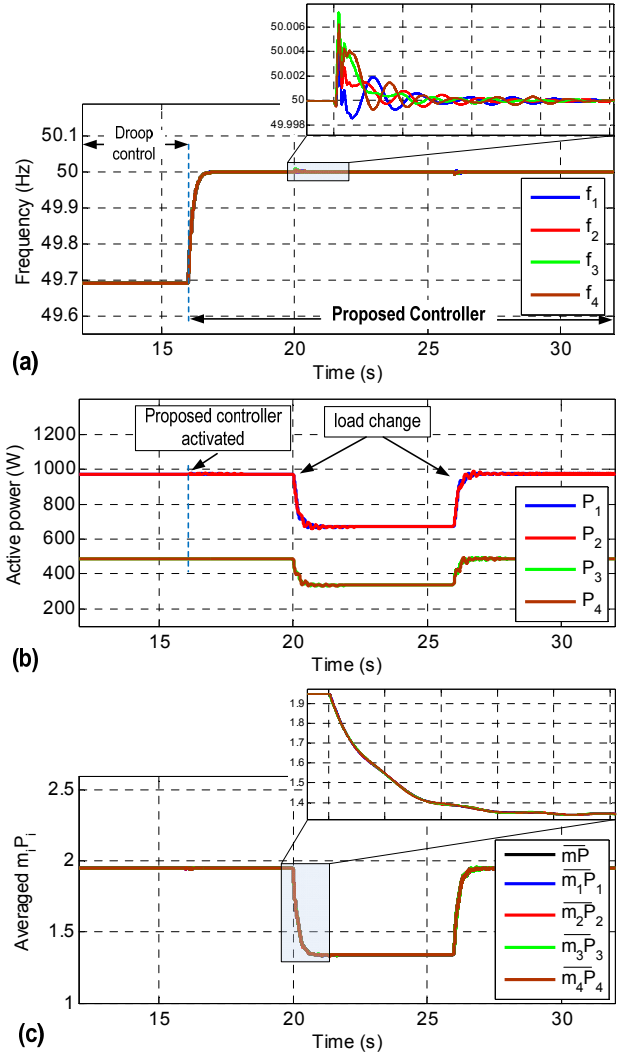 50.008
50.006
50.004
50.002
50
49.998
50.1
50
49.9
49.8
49.7
49.6
Frequency (Hz)
Droop
control
f1
f2
f3
f4
Proposed Controller
15
20
25
30
Time (s)
(a)
1200
1000
800
600
400
200
Active power (W)
Proposed controller
activated
load change
P1
P2
P3
P4
15
20
25
30
Time (s)
(b)
1.9
1.8
1.7
1.6
1.5
1.4
2.5
2
1.5
1
Averaged miPi
mP
m1P1
m2P2
m3P3
m4P4
15
20
25
30
Time (s)
(c)